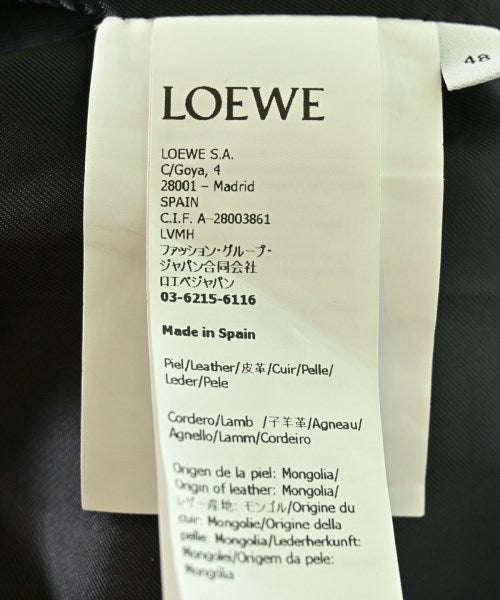 48
LOEWE
LOEWE S.A.
C/Goya, 4
28001 – Madrid
SPAIN
C.I.F. A-28003861
LVMH
ファッション・グループ・
ジャパン合同会社
ロエベジャパン
03-6215-6116
Made in Spain
Piel/Leather/皮革/Cuir/Pelle/
Leder/Pele
Cordero/Lamb /子羊革/Agneau/
Agnello/Lamm/Cordeiro
Origen de la piel: Mongolia/
Origin of leather: Mongolia/
レザー産地: モンゴル/Origine du
cuir: Mongolie/Origine della
pelle: Mongolia/Lederherkunft:
Mongolei/Origem da pele:
Mongólia